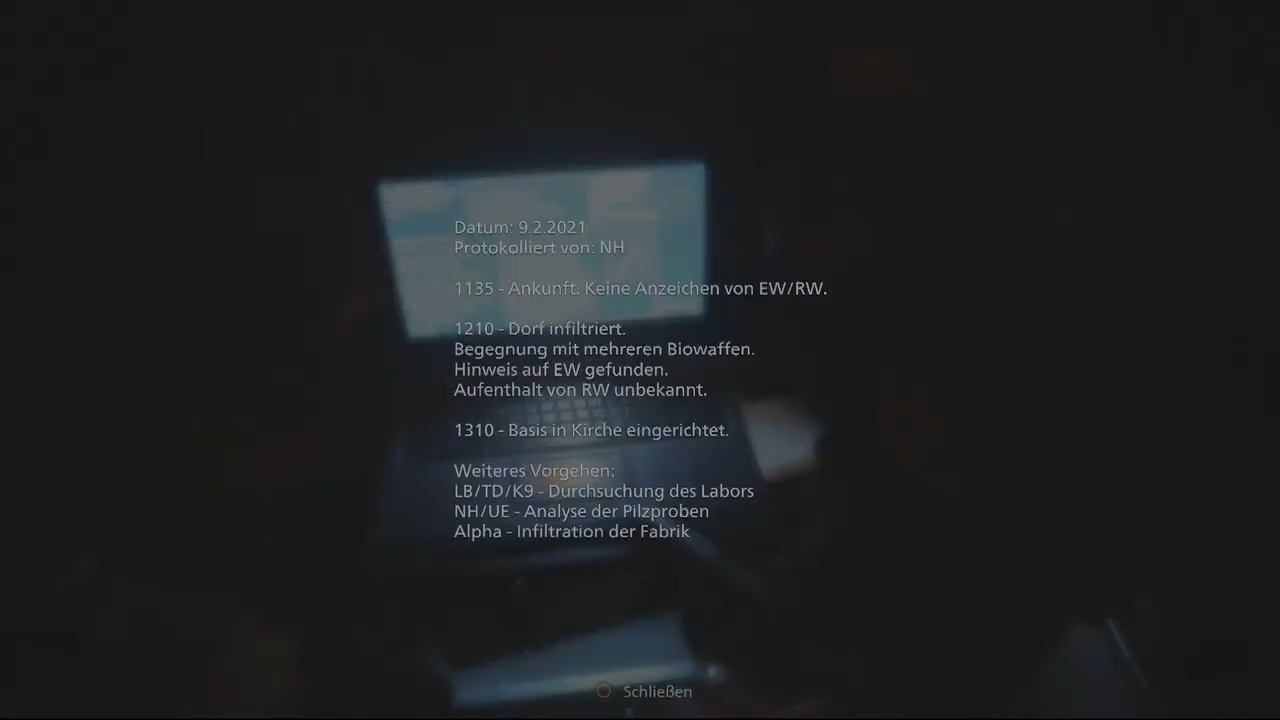 Datum: 9.2.2021
Protokolliert von: NH
1135 - Ankunft. Keine Anzeichen von EW/RW.
1210 - Dorf infiltriert.
Begegnung mit mehreren Biowaffen.
Hinweis auf EW gefunden.
Aufenthalt von RW unbekannt.
1310 - Basis in Kirche eingerichtet.
Weiteres Vorgehen:
LB/TD/K9 - Durchsuchung des Labors
NH/UE - Analyse der Pilzproben
Alpha - Infiltration der Fabrik
Schließen